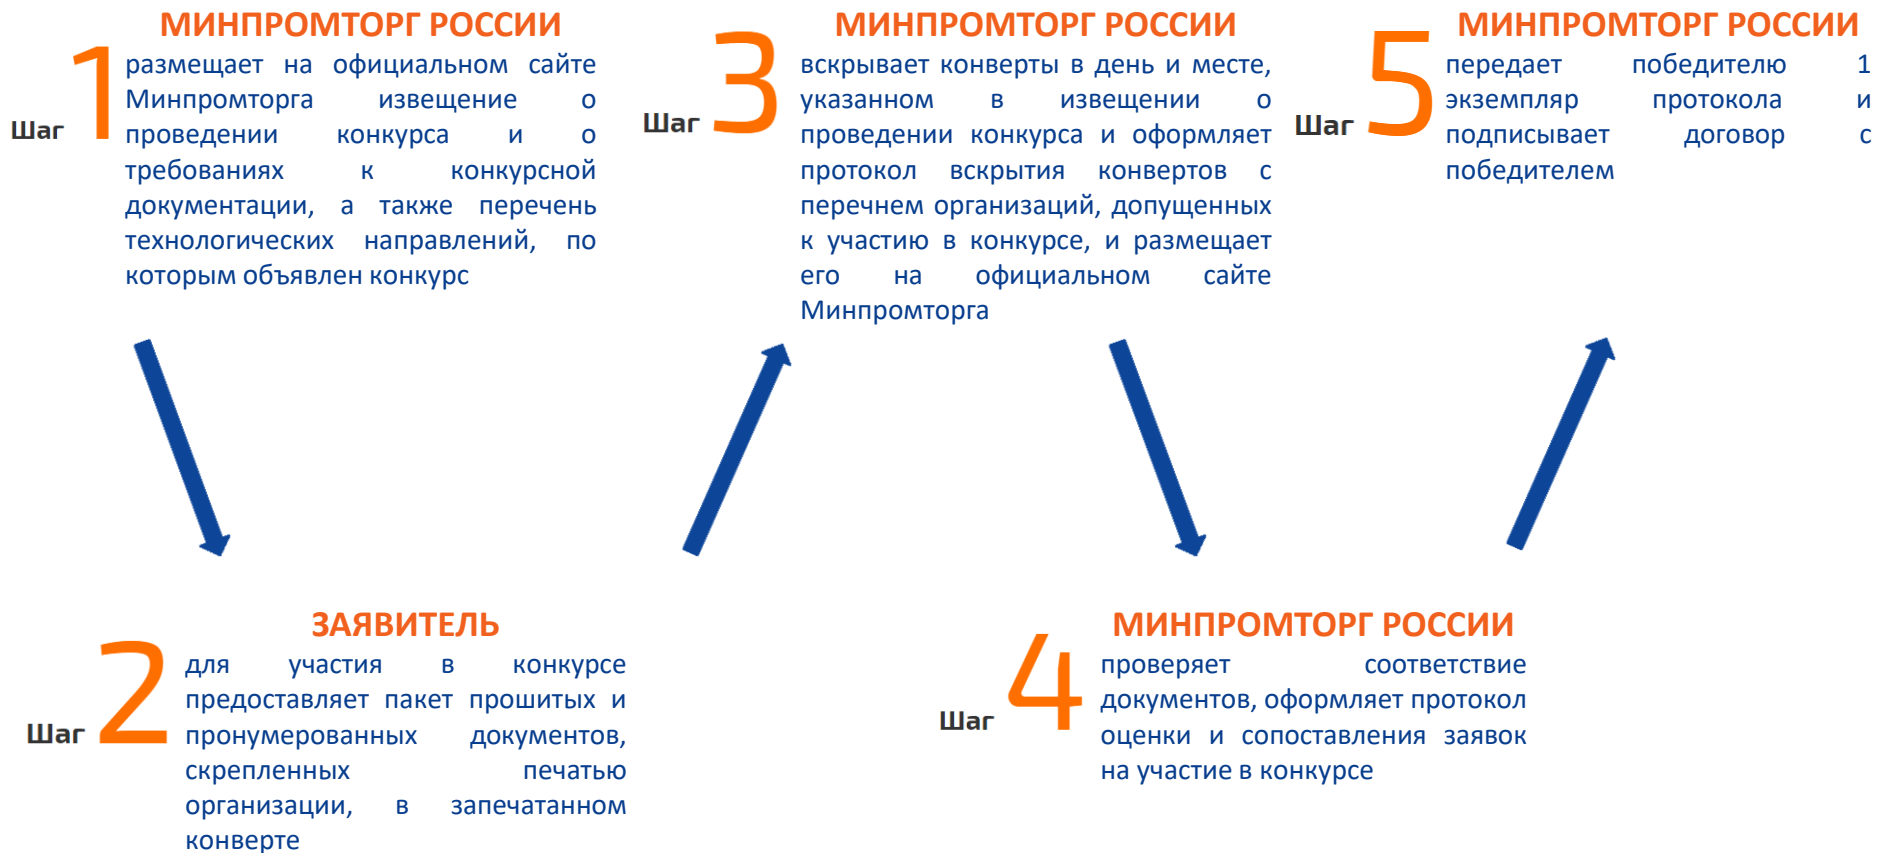 МИНПРОМТОРГ РОССИИ
Шаг 1
размещает на официальном сайте
Минпромторга извещение о
проведении конкурса и о
требованиях к конкурсной
документации, а также перечень
технологических направлений, по
которым объявлен конкурс
ЗАЯВИТЕЛЬ
Шаг 2
для участия в конкурсе
предоставляет пакет прошитых и
пронумерованных документов,
скрепленных печатью
организации, в запечатанном
конверте
МИНПРОМТОРГ РОССИИ
Шаг 3
вскрывает конверты в день и месте,
указанном в извещении о
проведении конкурса и оформляет
протокол вскрытия конвертов с
перечнем организаций, допущенных
к участию в конкурсе, и размещает
его на официальном сайте
Минпромторга
МИНПРОМТОРГ РОССИИ
Шаг 4
проверяет соответствие
документов, оформляет протокол
оценки и сопоставления заявок
на участие в конкурсе
МИНПРОМТОРГ РОССИИ
Шаг 5
передает победителю 1
экземпляр протокола и
подписывает договор с
победителем